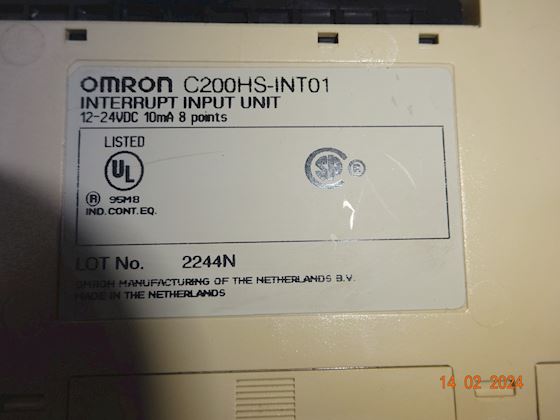 OMRON C200HS-INT01
INTERRUPT INPUT UNIT
12-24VDC 10mA 8 points
LISTED
UL
R 95M8
IND.CONT.EQ.
SP
LOT No. 2244N
OMRON MANUFACTURING OF THE NETHERLANDS B.V.
MADE IN THE NETHERLANDS
14 02 2024